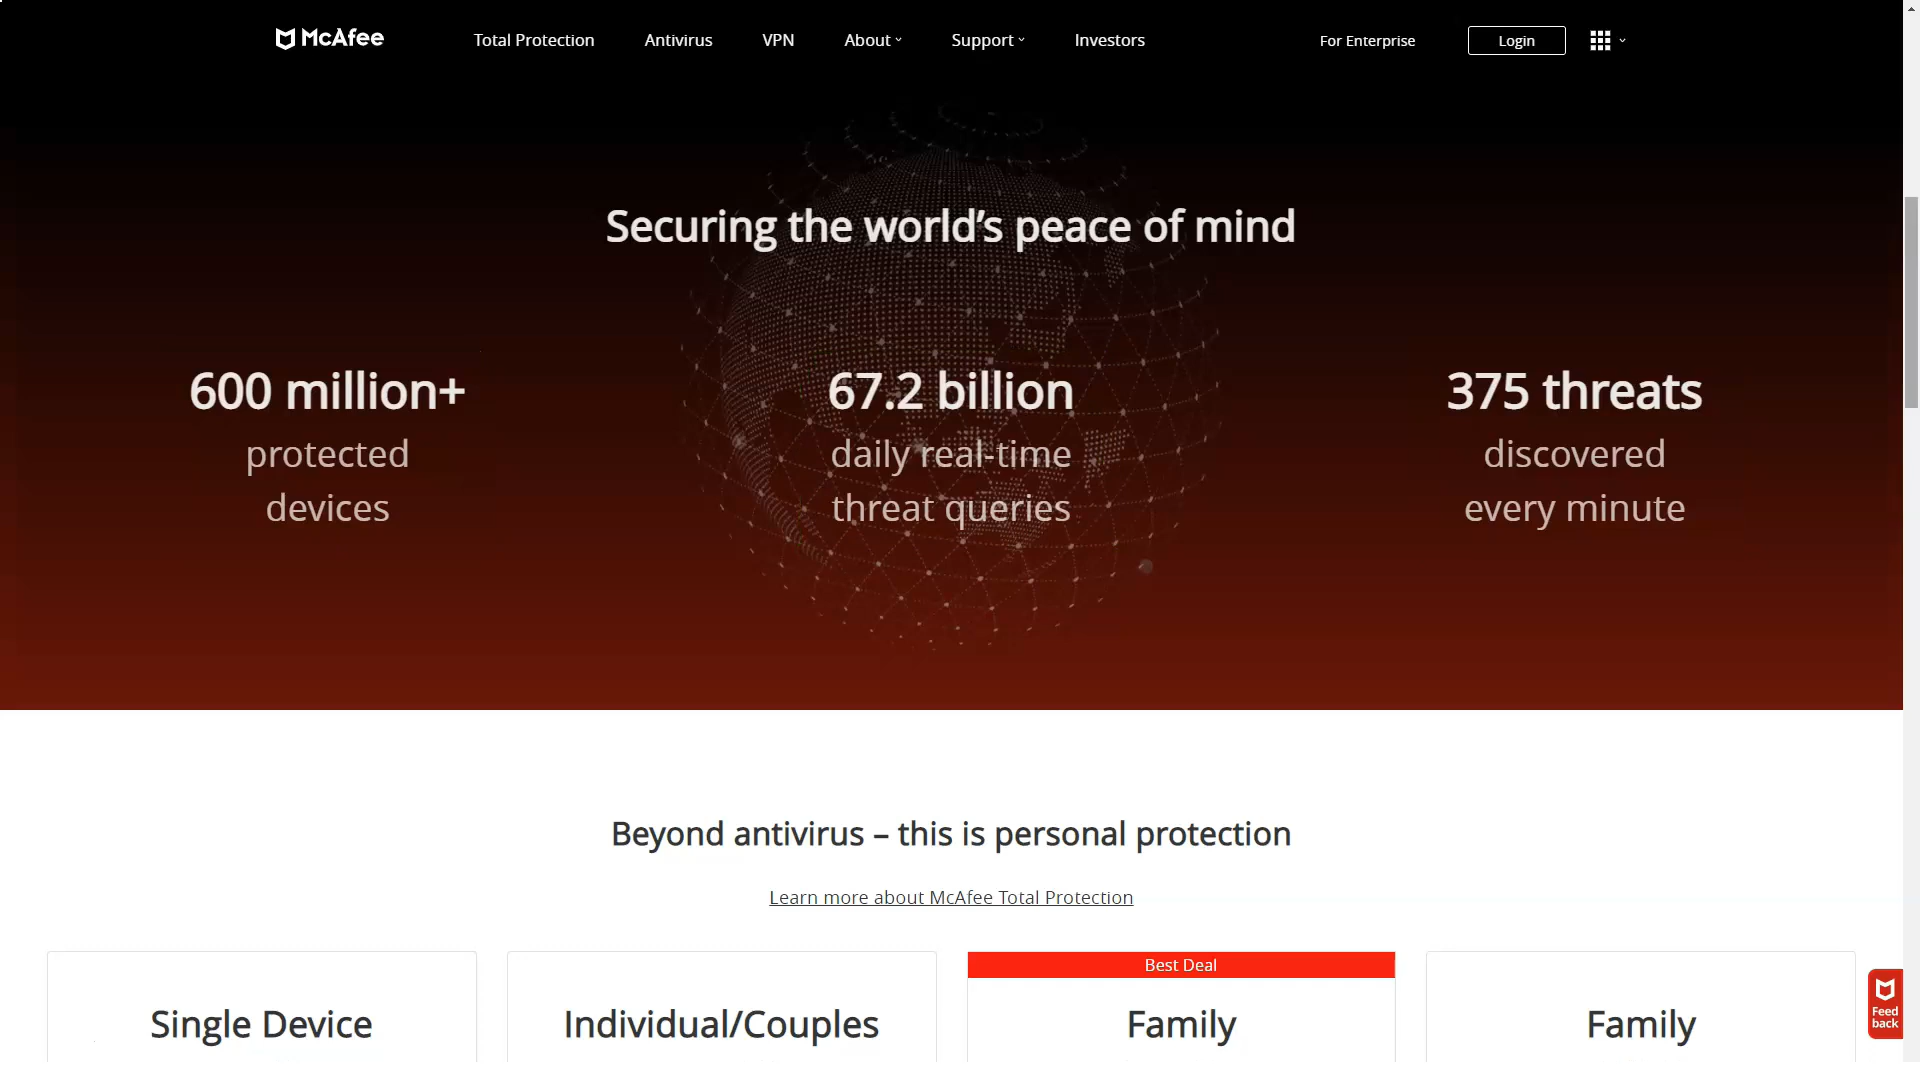 McAfee
Total Protection
Antivirus
VPN
About
Support
Investors
For Enterprise
Login
Securing the world’s peace of mind
600 million+
protected
devices
67.2 billion
daily real-time
threat queries
375 threats
discovered
every minute
Beyond antivirus – this is personal protection
Learn more about McAfee Total Protection
Single Device
Individual/Couples
Best Deal
Family
Family
Feed
back